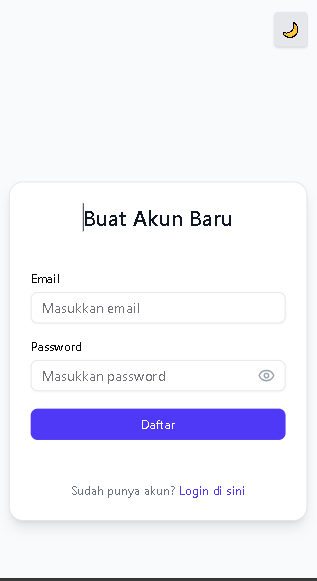 Buat Akun Baru
Email
Masukkan email
Password
Masukkan password
Daftar
Sudah punya akun? Login di sini